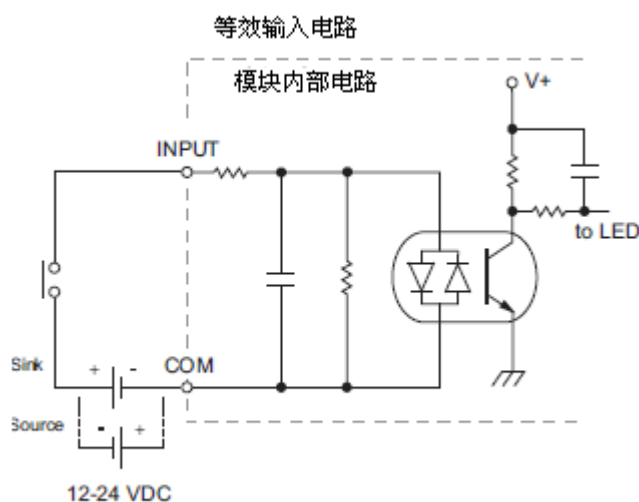 等效输入电路
模块内部电路
V+
INPUT
to LED
Sink
+ -
COM
Source
- +
12-24 VDC